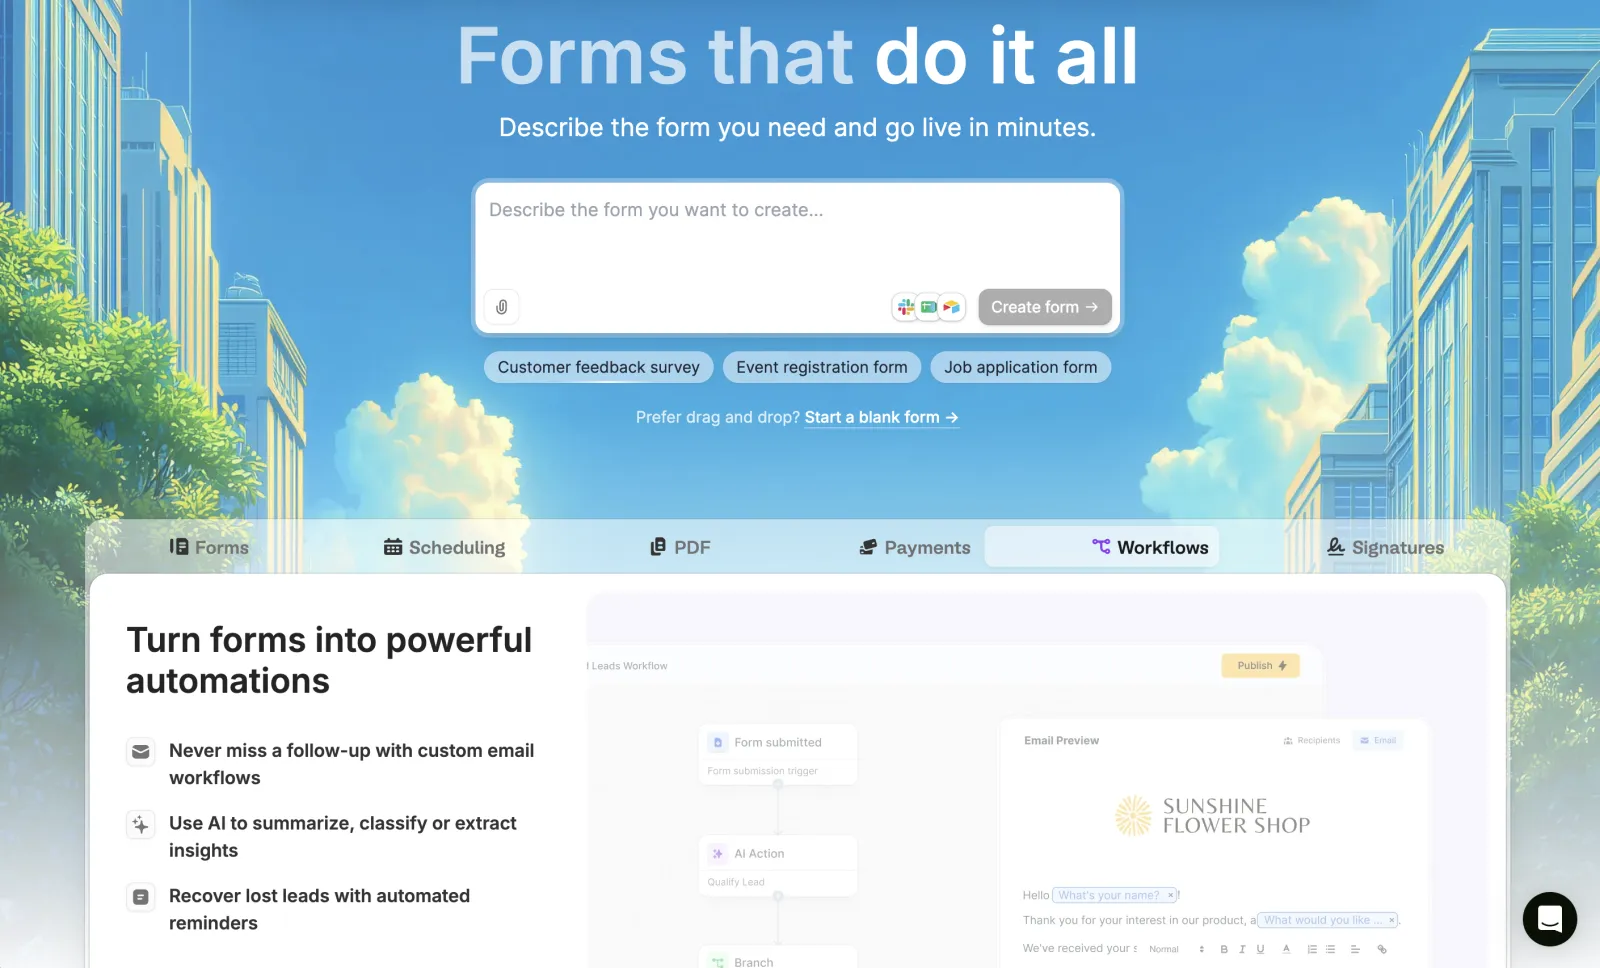 Forms that do it all
Describe the form you need and go live in minutes.
Describe the form you want to create...
Create form →
Customer feedback survey
Event registration form
Job application form
Prefer drag and drop? Start a blank form →
Forms
Scheduling
PDF
Payments
Workflows
Signatures
Turn forms into powerful
automations
Never miss a follow-up with custom email
workflows
Use AI to summarize, classify or extract
insights
Recover lost leads with automated
reminders
Leads Workflow
Publish
Form submitted
Form submission trigger
AI Action
Qualify Lead
Branch
Email Preview
Recipients
Email
SUNSHINE
FLOWER SHOP
Hello What's your name? × !
Thank you for your interest in our product, a What would you like ... × .
We've received your
Normal
B I U A